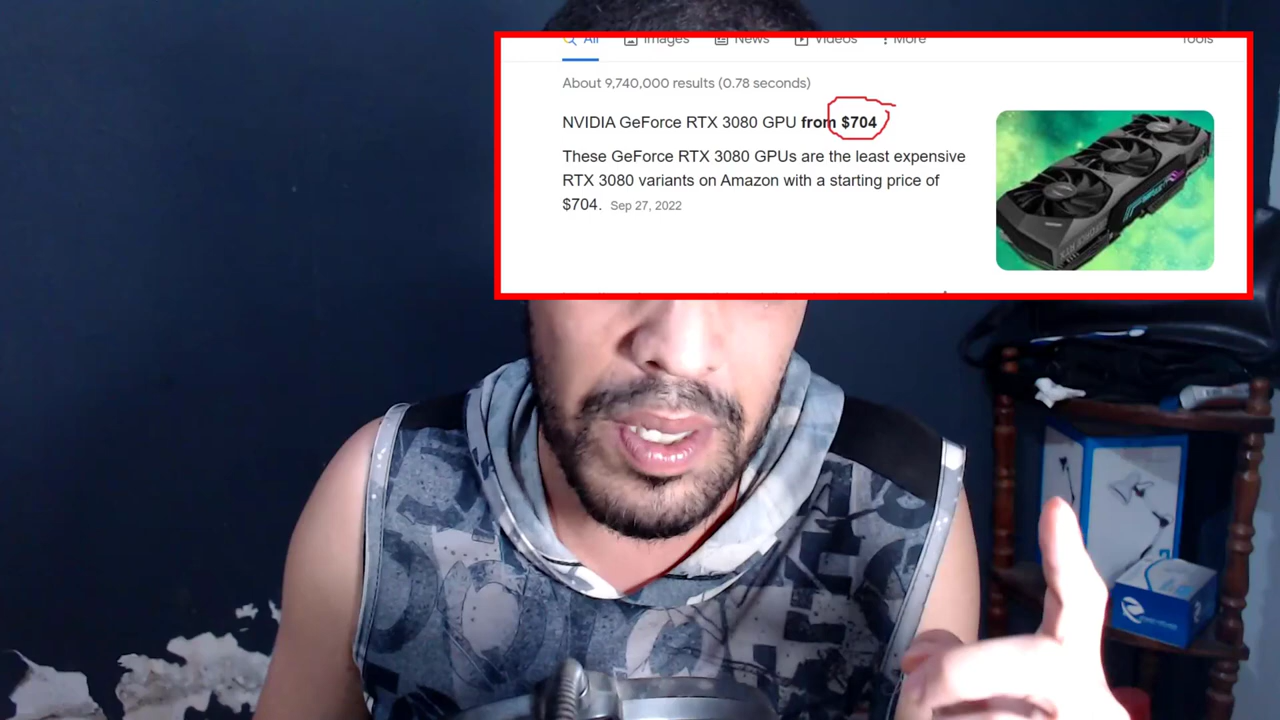 All Images News Videos More Tools
About 9,740,000 results (0.78 seconds)
NVIDIA GeForce RTX 3080 GPU from $704
These GeForce RTX 3080 GPUs are the least expensive
RTX 3080 variants on Amazon with a starting price of
$704. Sep 27, 2022